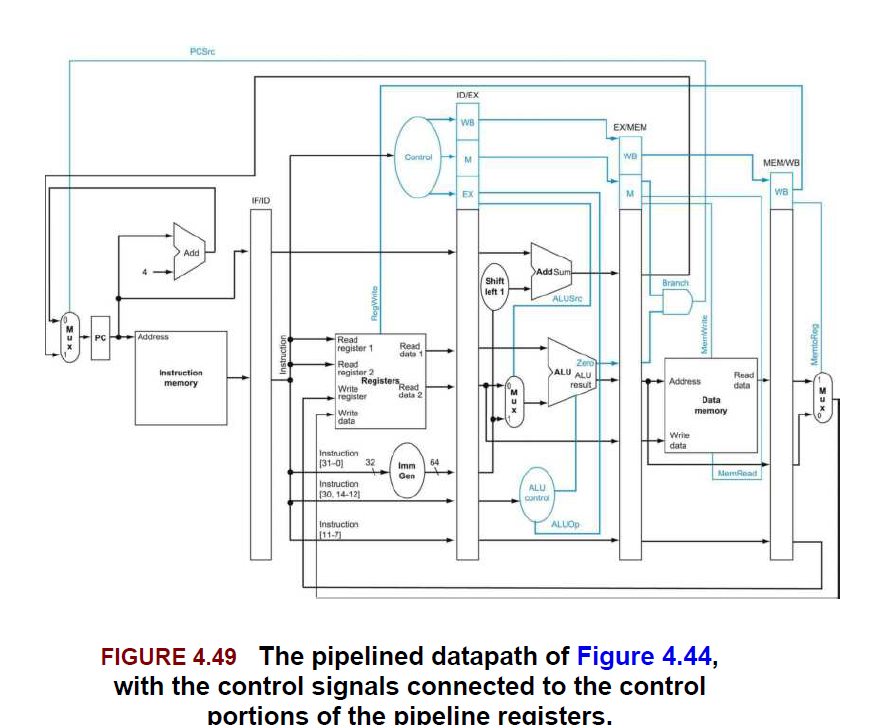 PCSrc
ID/EX
WB
EX/MEM
Control
M
WB
MEM/WB
EX
M
WB
IF/ID
Add
4
Shift
left 1
Add Sum
Branch
ALUSrc
RegWrite
MemWrite
MemtoReg
0
M
u
x
1
PC
Address
Instruction
memory
Instruction
Read
register 1
Read
data 1
Read
register 2
Registers
Read
data 2
Write
register
Write
data
0
M
u
x
1
Zero
ALU
ALU
result
Address
Read
data
Data
memory
Write
data
1
M
u
x
0
MemRead
Instruction
[31–0]
32
Imm
Gen
64
Instruction
[30, 14-12]
ALU
control
Instruction
[11-7]
ALUOp
FIGURE 4.49 The pipelined datapath of Figure 4.44,
with the control signals connected to the control
portions of the pipeline registers.